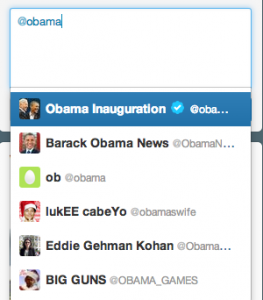 @obama
Obama Inauguration @oba...
Barack Obama News @ObamaN...
ob @obama
lukEE cabeYo @obamaswife
Eddie Gehman Kohan @Obama...
BIG GUNS @OBAMA_GAMES